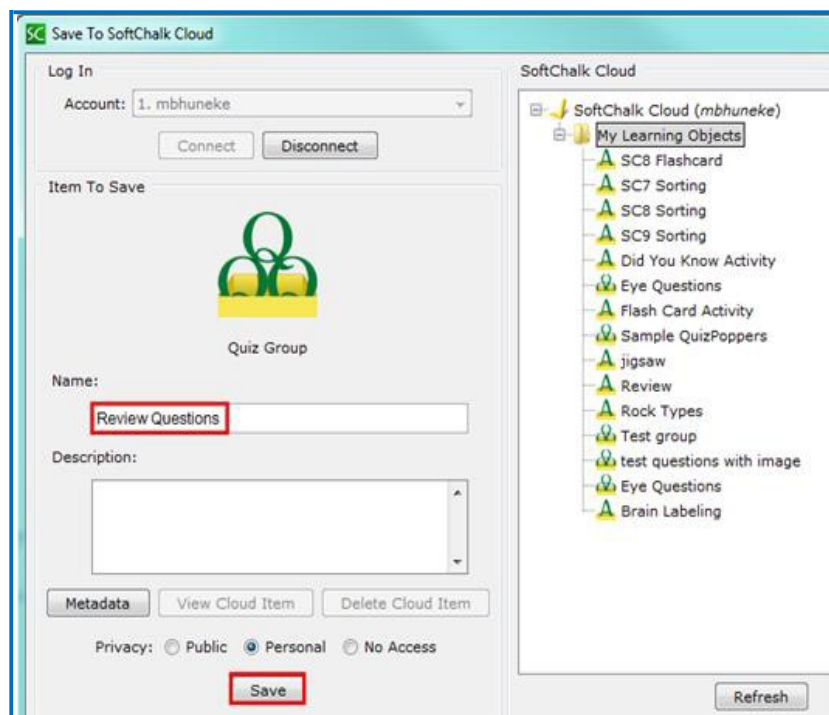 SC Save To SoftChalk Cloud
Log In
Account: 1. mbhuneke
Connect Disconnect
Item To Save
Quiz Group
Name:
Review Questions
Description:
Metadata View Cloud Item Delete Cloud Item
Privacy: Public Personal No Access
Save
SoftChalk Cloud
SoftChalk Cloud (mbhuneke)
My Learning Objects
SC8 Flashcard
SC7 Sorting
SC8 Sorting
SC9 Sorting
Did You Know Activity
Eye Questions
Flash Card Activity
Sample QuizPoppers
jigsaw
Review
Rock Types
Test group
test questions with image
Eye Questions
Brain Labeling
Refresh